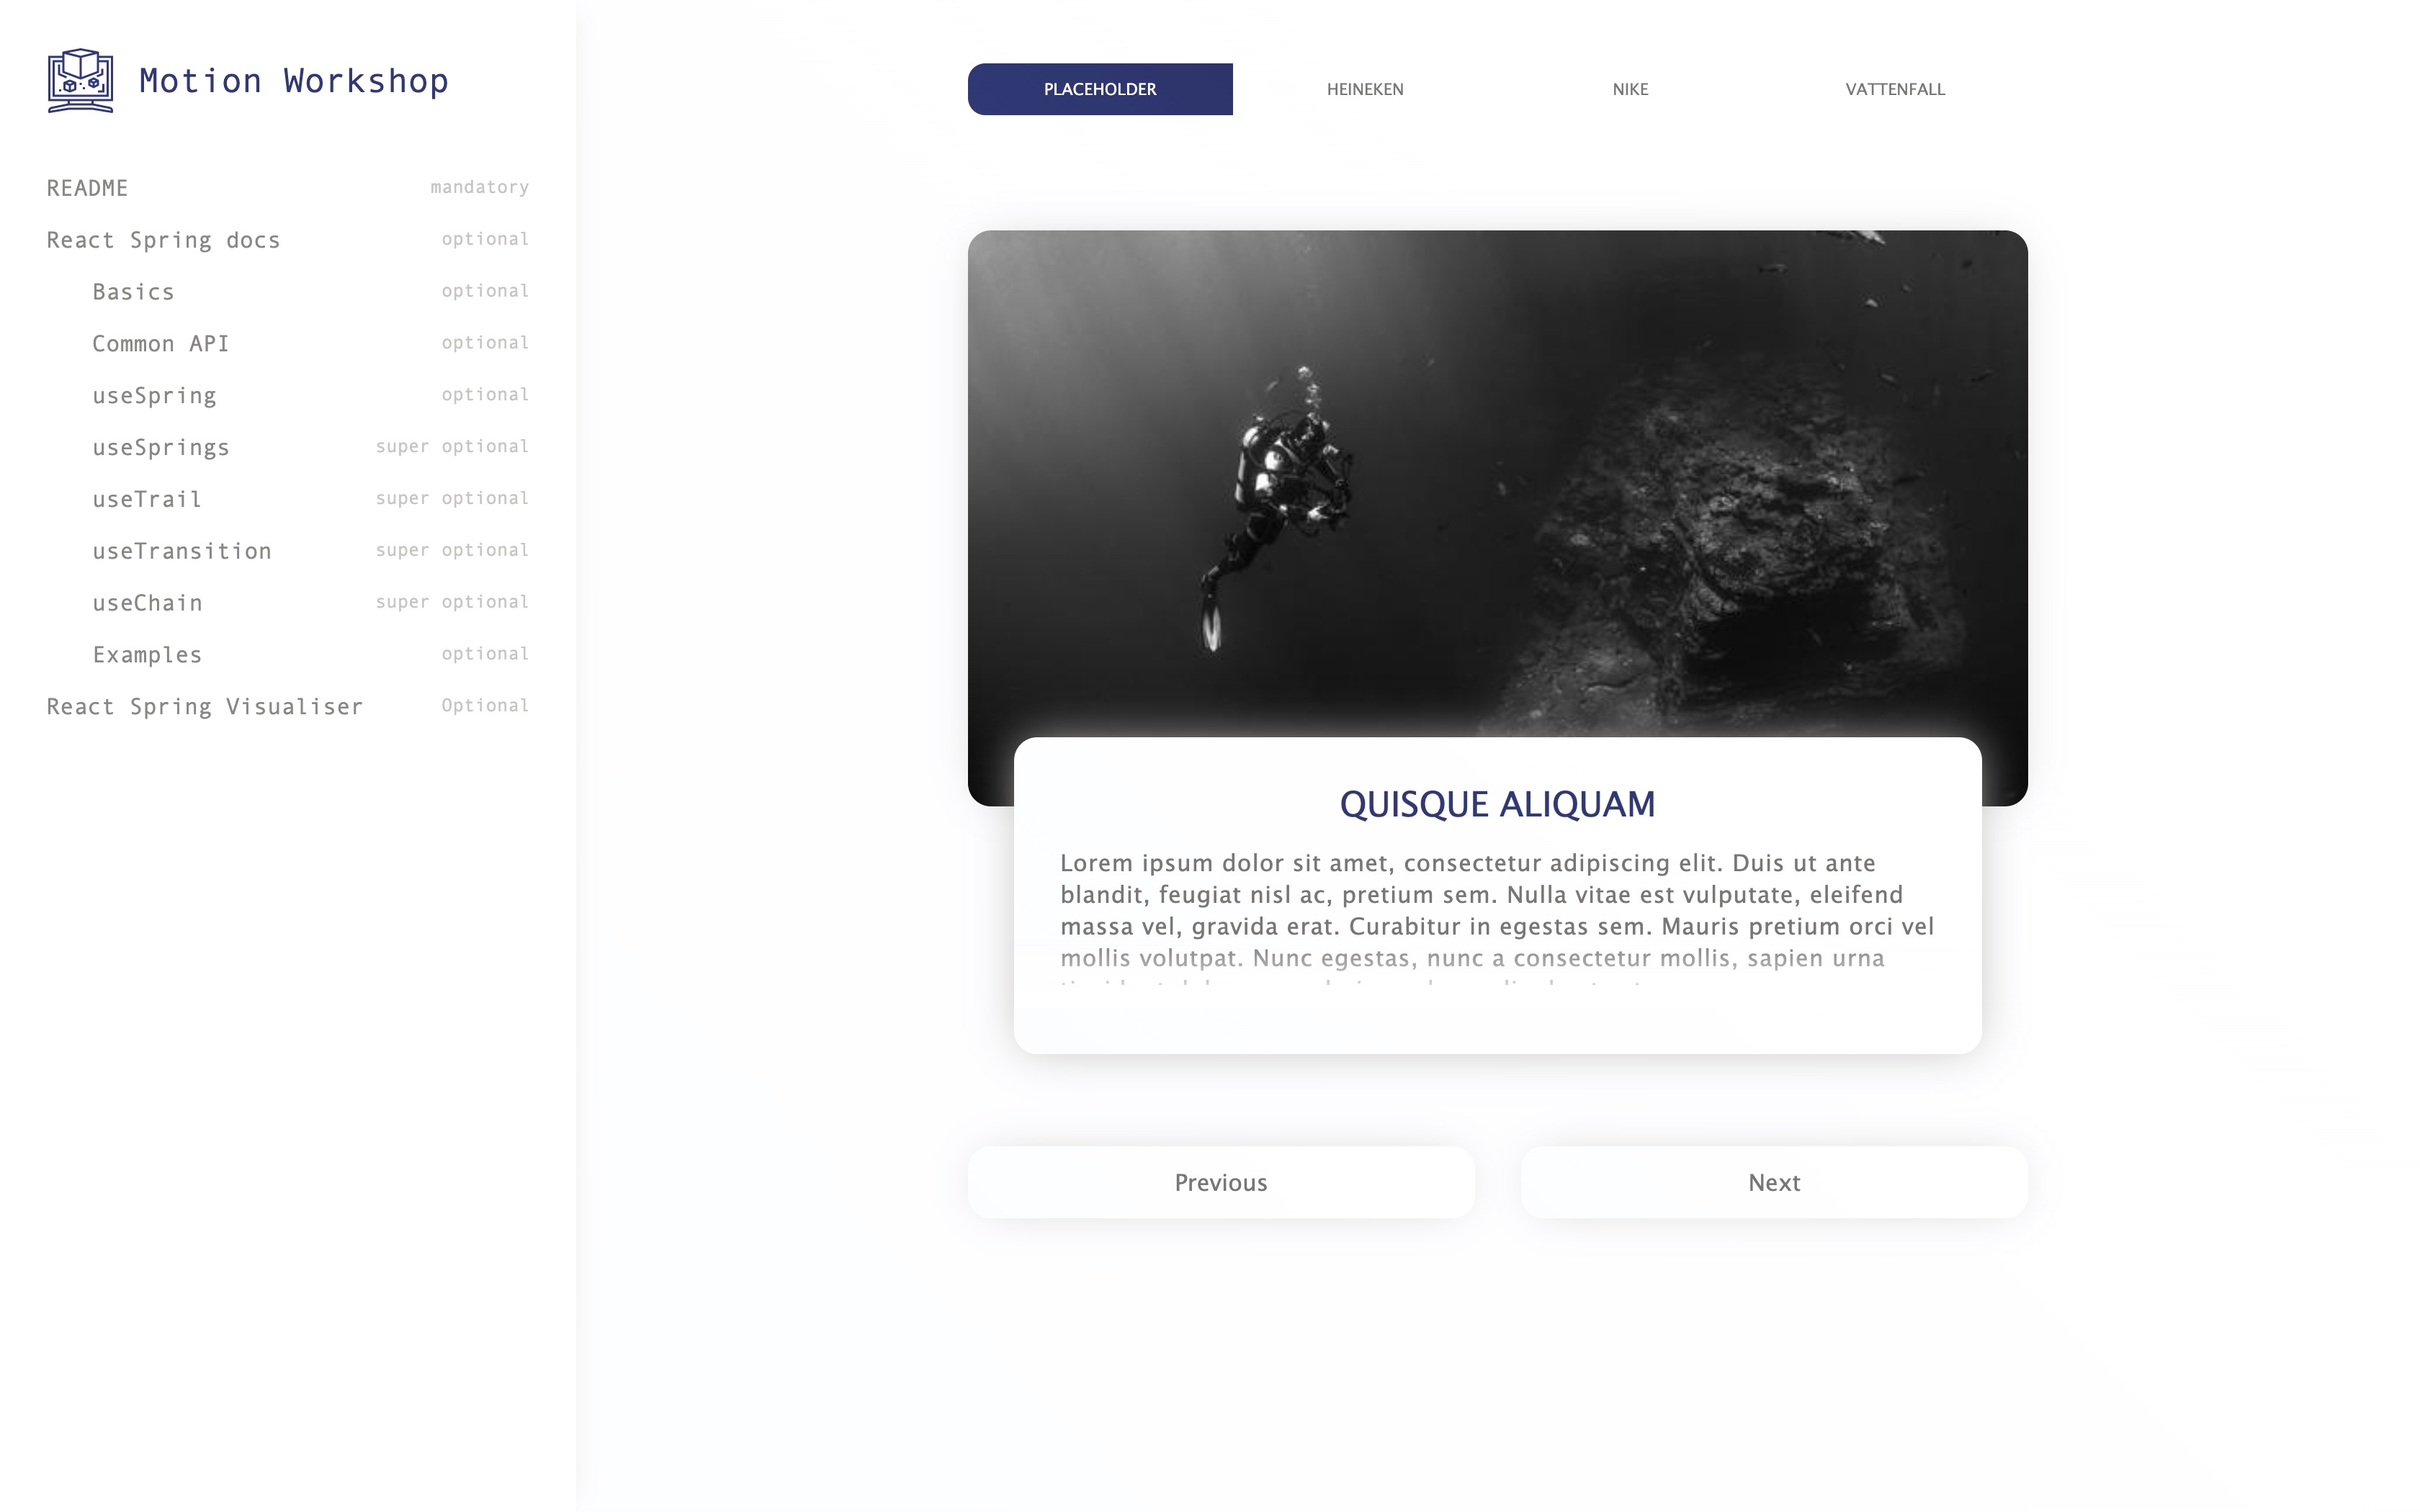 Motion Workshop
README mandatory
React Spring docs optional
Basics optional
Common API optional
useSpring optional
useSprings super optional
useTrail super optional
useTransition super optional
useChain super optional
Examples optional
React Spring Visualiser Optional
PLACEHOLDER HEINEKEN NIKE VATTENFALL
QUISQUE ALIQUAM
Lorem ipsum dolor sit amet, consectetur adipiscing elit. Duis ut ante
blandit, feugiat nisl ac, pretium sem. Nulla vitae est vulputate, eleifend
massa vel, gravida erat. Curabitur in egestas sem. Mauris pretium orci vel
mollis volutpat. Nunc egestas, nunc a consectetur mollis, sapien urna
Previous Next